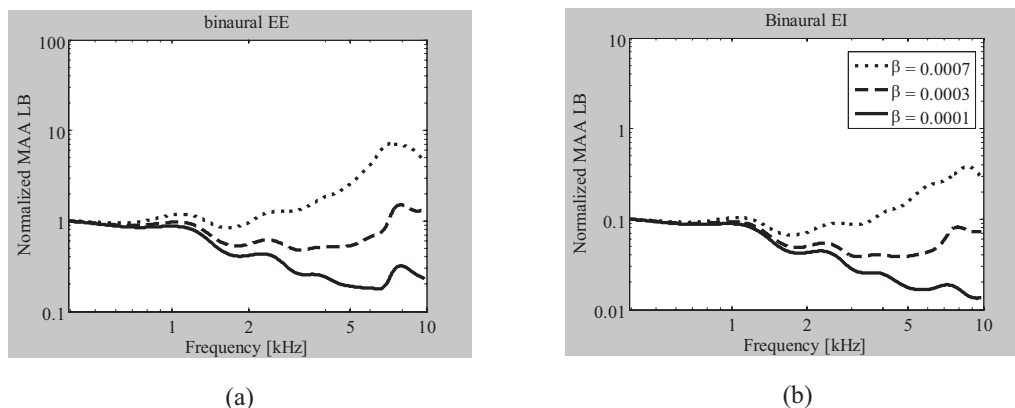 binaural EE
100
10
1
0.1
Normalized MAA LB
1
2
5
10
Frequency [kHz]
(a)
Binaural EI
10
1
0.1
0.01
Normalized MAA LB
β = 0.0007
β = 0.0003
β = 0.0001
1
2
5
10
Frequency [kHz]
(b)